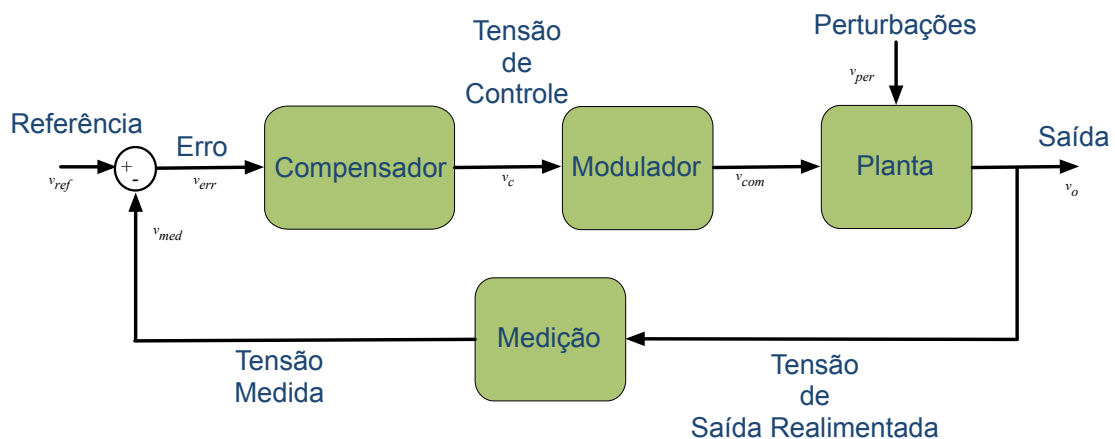 Tensão
de
Controle
Perturbações
v_per
Referência
v_ref
+
-
Erro
v_err
Compensador
v_c
Modulador
v_com
Planta
Saída
v_o
v_med
Medição
Tensão
Medida
Tensão
de
Saída Realimentada